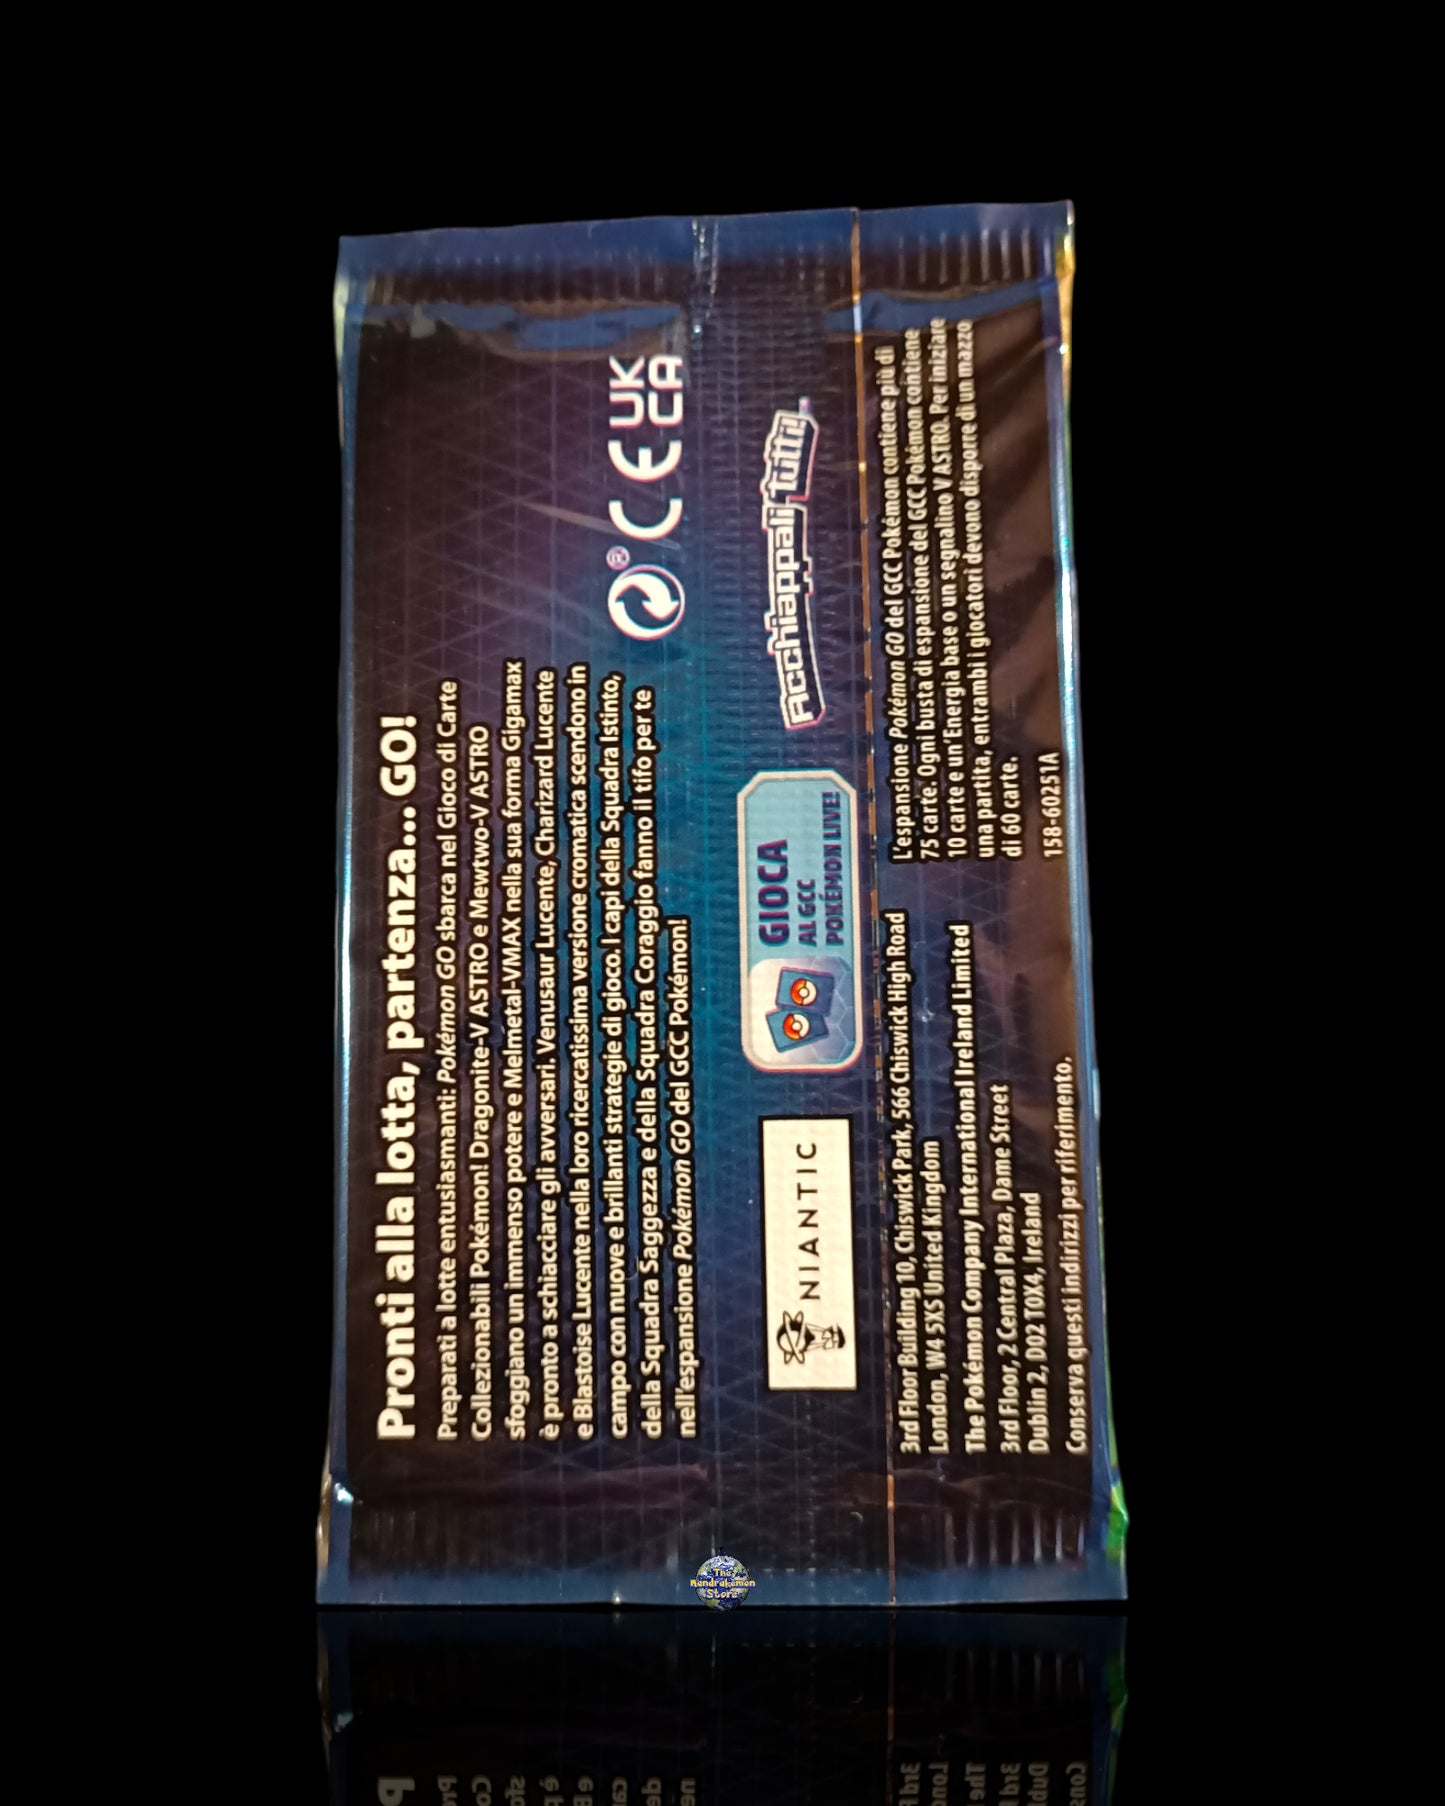 Pronti alla lotta, partenza... GO!
Preparati a lotte entusiasmanti: Pokémon GO sbarca nel Gioco di Carte
Collezionabili Pokémon! Dragonite-V ASTRO e Mewtwo-V ASTRO
sfoggiano un immenso potere e Melmetal-VMAX nella sua forma Gigamax
è pronto a schiacciare gli avversari. Venusaur Lucente, Charizard Lucente
e Blastoise Lucente nella loro ricercatissima versione cromatica scendono in
campo con nuove e brillanti strategie di gioco. I capi della Squadra Istinto,
della Squadra Saggezza e della Squadra Coraggio fanno il tifo per te
nell'espansione Pokémon GO del GCC Pokémon!
CE UK
CA
NIANTIC
GIOCA
AL GCC
POKÉMON LIVE!
Acchiappali Tutti!
3rd Floor Building 10, Chiswick Park, 566 Chiswick High Road
London, W4 5XS United Kingdom
The Pokémon Company International Ireland Limited
3rd Floor, 2 Central Plaza, Dame Street
Dublin 2, D02 T0X4, Ireland
Conserva questi indirizzi per riferimento.
L'espansione Pokémon GO del GCC Pokémon contiene più di
75 carte. Ogni busta di espansione del GCC Pokémon contiene
10 carte e un'Energia base o un segnalino V ASTRO. Per iniziare
una partita, entrambi i giocatori devono disporre di un mazzo
di 60 carte.
158-60251A
The
Mandrakemon
Store